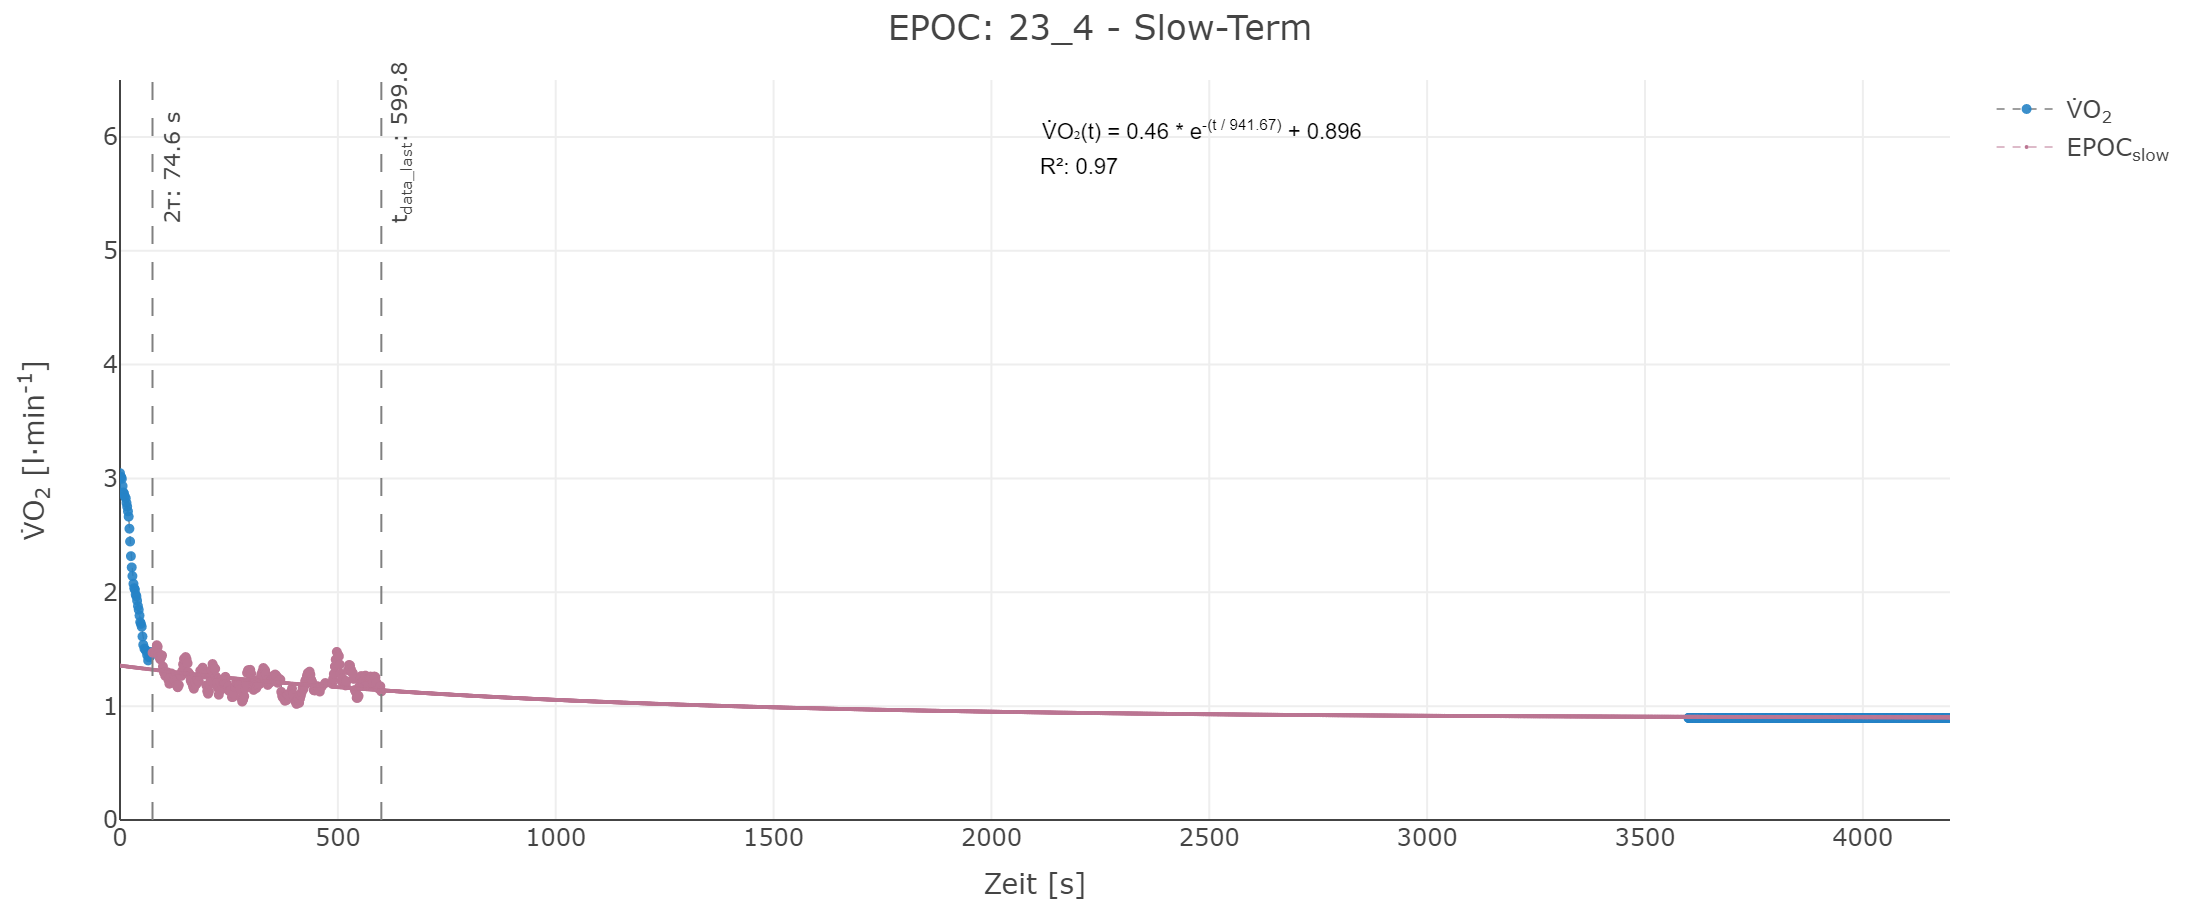 EPOC: 23_4 - Slow-Term
2τ: 74.6 s
t_data_last: 599.8
V̇O₂(t) = 0.46 * e^-(t / 941.67) + 0.896
R²: 0.97
V̇O₂
EPOC_slow
V̇O₂ [l·min⁻¹]
6
5
4
3
2
1
0
0 500 1000 1500 2000 2500 3000 3500 4000
Zeit [s]